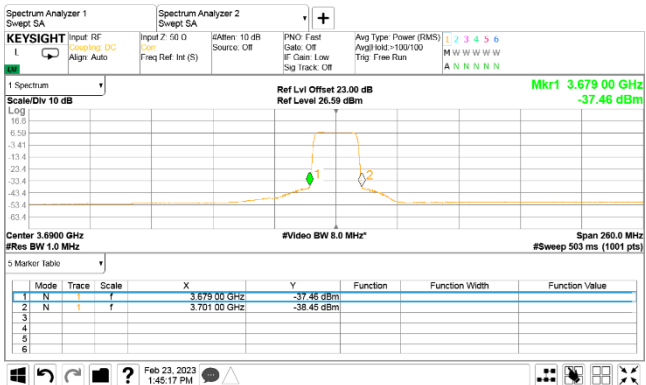 Spectrum Analyzer 1
Swept SA
Spectrum Analyzer 2
Swept SA
KEYSIGHT
L
Input: RF
Coupling: DC
Align: Auto
Input Z: 50 Ω
Corr
Freq Ref: Int (S)
#Atten: 10 dB
Source: Off
PNO: Fast
Gate: Off
IF Gain: Low
Sig Track: Off
Avg Type: Power (RMS)
Avg|Hold:>100/100
Trig: Free Run
1 2 3 4 5 6
M W W W W W
A N N N N N
1 Spectrum
Scale/Div 10 dB
Ref Lvl Offset 23.00 dB
Ref Level 26.59 dBm
Mkr1 3.679 00 GHz
-37.46 dBm
Log
16.6
6.59
-3.41
-13.4
-23.4
-33.4
-43.4
-53.4
-63.4
1
2
Center 3.6900 GHz
#Res BW 1.0 MHz
#Video BW 8.0 MHz*
Span 260.0 MHz
#Sweep 503 ms (1001 pts)
5 Marker Table
Mode Trace Scale X Y Function Function Width Function Value
1 N 1 f 3.679 00 GHz -37.46 dBm
2 N 1 f 3.701 00 GHz -38.45 dBm
3
4
5
6
?
Feb 23, 2023
1:45:17 PM